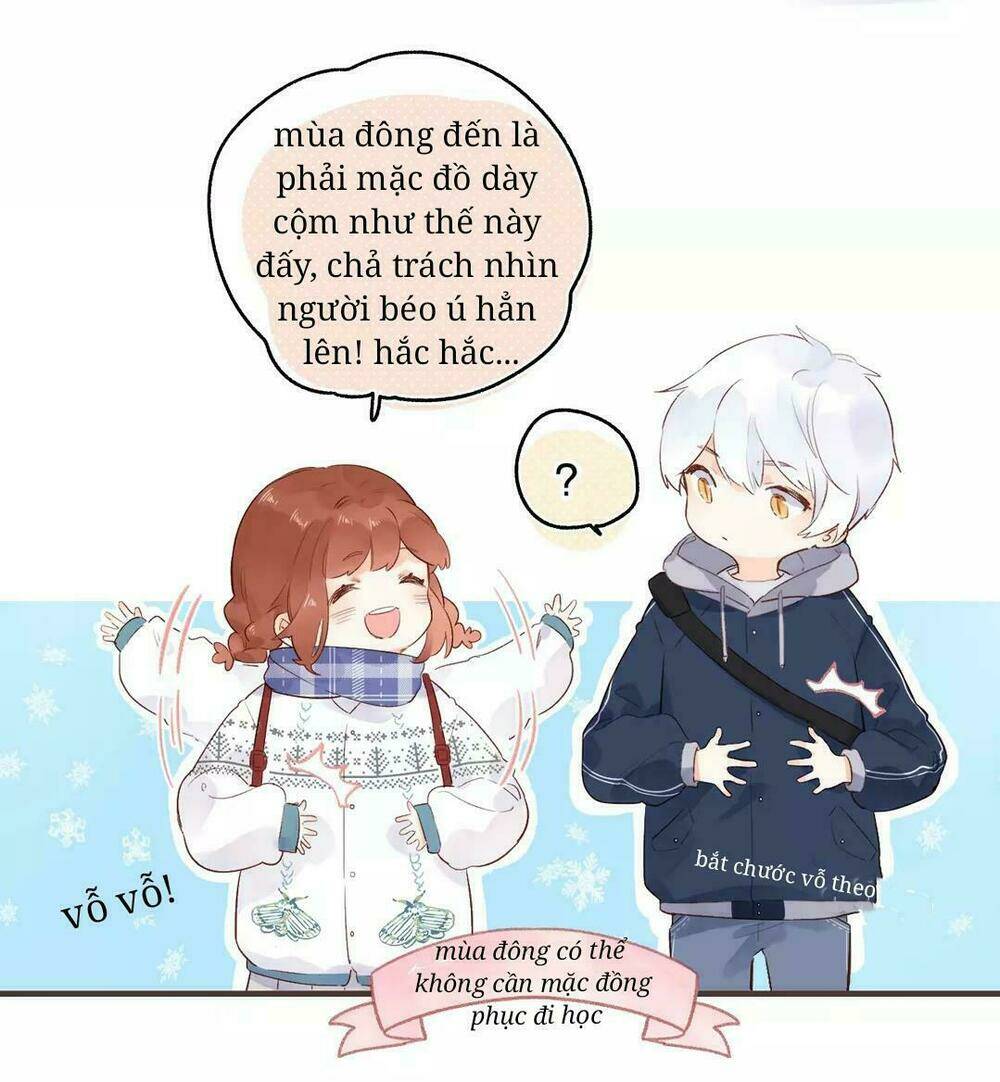 mùa đông đến là
phải mặc đồ dày
cộm như thế này
đấy, chả trách nhìn
người béo ú hẳn
lên! hắc hắc...
?
vỗ vỗ!
bắt chước vỗ theo
mùa đông có thể
không cần mặc đồng
phục đi học